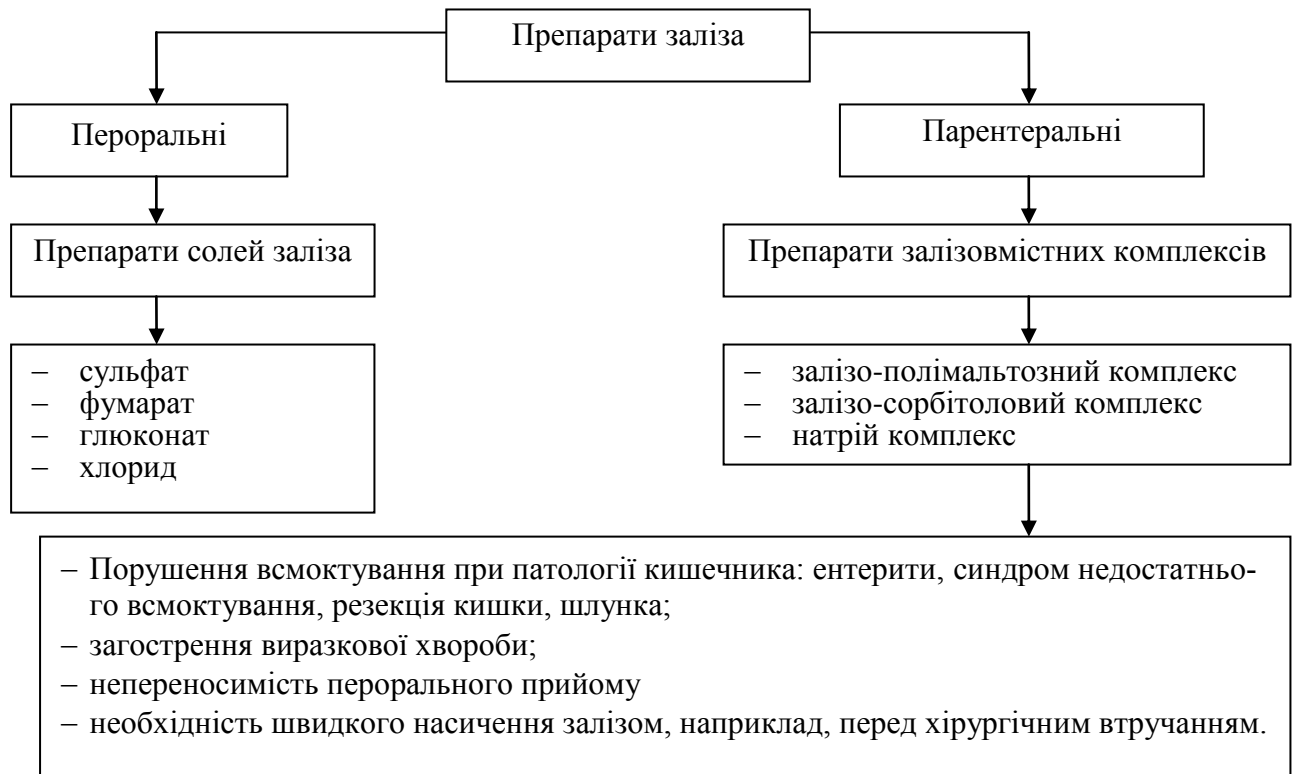 Препарати заліза
Пероральні
Парентеральні
Препарати солей заліза
Препарати залізовмістних комплексів
– сульфат
– фумарат
– глюконат
– хлорид
– залізо-полімальтозний комплекс
– залізо-сорбітоловий комплекс
– натрій комплекс
– Порушення всмоктування при патології кишечника: ентерити, синдром недостатньо-
го всмоктування, резекція кишки, шлунка;
– загострення виразкової хвороби;
– непереносимість перорального прийому
– необхідність швидкого насичення залізом, наприклад, перед хірургічним втручанням.